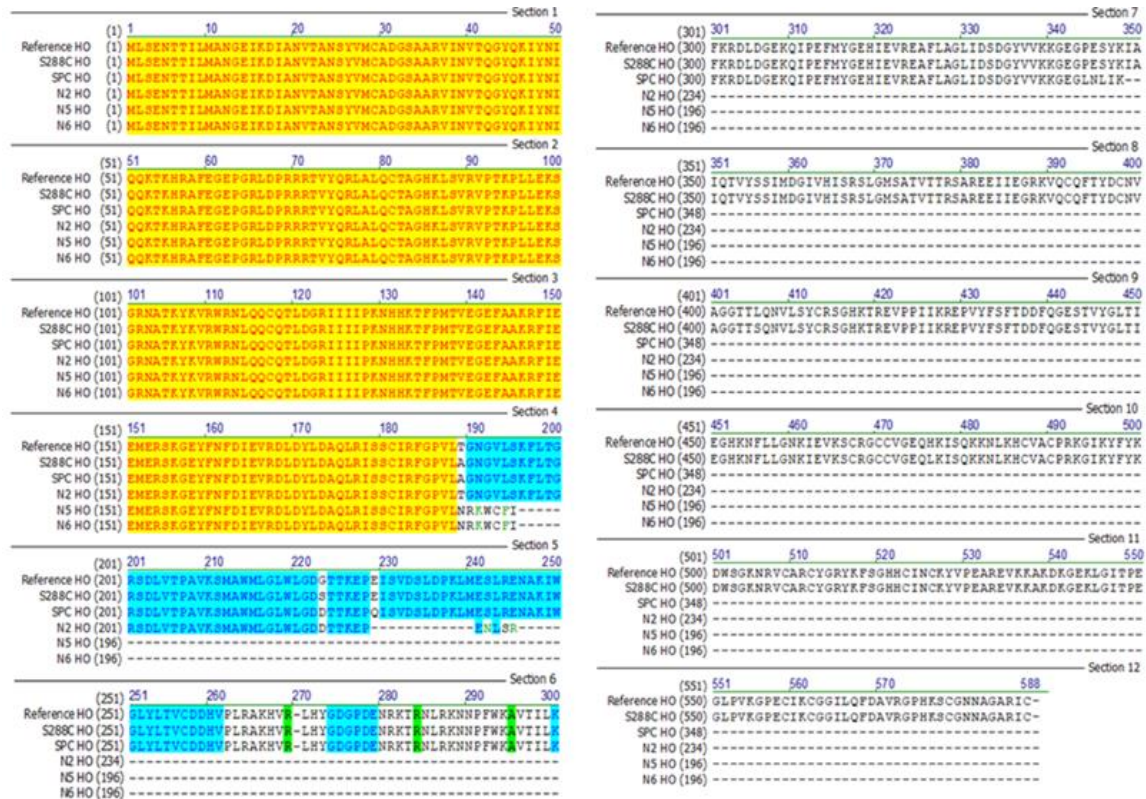 Section 1
(1) 1 10 20 30 40 50
Reference HO (1) MLSENTTILMANGEIKDIANVTANSYVMCADGSAARVINVTQGYQKIYNI
S288C HO (1) MLSENTTILMANGEIKDIANVTANSYVMCADGSAARVINVTQGYQKIYNI
SPC HO (1) MLSENTTILMANGEIKDIANVTANSYVMCADGSAARVINVTQGYQKIYNI
N2 HO (1) MLSENTTILMANGEIKDIANVTANSYVMCADGSAARVINVTQGYQKIYNI
N5 HO (1) MLSENTTILMANGEIKDIANVTANSYVMCADGSAARVINVTQGYQKIYNI
N6 HO (1) MLSENTTILMANGEIKDIANVTANSYVMCADGSAARVINVTQGYQKIYNI
Section 2
(51) 51 60 70 80 90 100
Reference HO (51) QQKTKHRAFEGEPGRLDPRRRTVYQRLALQCTAGHKLSVRVPTKPLLEKS
S288C HO (51) QQKTKHRAFEGEPGRLDPRRRTVYQRLALQCTAGHKLSVRVPTKPLLEKS
SPC HO (51) QQKTKHRAFEGEPGRLDPRRRTVYQRLALQCTAGHKLSVRVPTKPLLEKS
N2 HO (51) QQKTKHRAFEGEPGRLDPRRRTVYQRLALQCTAGHKLSVRVPTKPLLEKS
N5 HO (51) QQKTKHRAFEGEPGRLDPRRRTVYQRLALQCTAGHKLSVRVPTKPLLEKS
N6 HO (51) QQKTKHRAFEGEPGRLDPRRRTVYQRLALQCTAGHKLSVRVPTKPLLEKS
Section 3
(101) 101 110 120 130 140 150
Reference HO (101) GRNATKYKVRWRNLQQCQTLDGRIIIIPKNHHKTFPMTVEGEFAAKRFIE
S288C HO (101) GRNATKYKVRWRNLQQCQTLDGRIIIIPKNHHKTFPMTVEGEFAAKRFIE
SPC HO (101) GRNATKYKVRWRNLQQCQTLDGRIIIIPKNHHKTFPMTVEGEFAAKRFIE
N2 HO (101) GRNATKYKVRWRNLQQCQTLDGRIIIIPKNHHKTFPMTVEGEFAAKRFIE
N5 HO (101) GRNATKYKVRWRNLQQCQTLDGRIIIIPKNHHKTFPMTVEGEFAAKRFIE
N6 HO (101) GRNATKYKVRWRNLQQCQTLDGRIIIIPKNHHKTFPMTVEGEFAAKRFIE
Section 4
(151) 151 160 170 180 190 200
Reference HO (151) EMERSKGEYFNFDIEVRDLDYLDAQLRISSCIRFGPVLTGNGVLSKFLTG
S288C HO (151) EMERSKGEYFNFDIEVRDLDYLDAQLRISSCIRFGPVLAGNGVLSKFLTG
SPC HO (151) EMERSKGEYFNFDIEVRDLDYLDAQLRISSCIRFGPVLAGNGVLSKFLTG
N2 HO (151) EMERSKGEYFNFDIEVRDLDYLDAQLRISSCIRFGPVLTGNGVLSKFLTG
N5 HO (151) EMERSKGEYFNFDIEVRDLDYLDAQLRISSCIRFGPVLNRKWCFI-----
N6 HO (151) EMERSKGEYFNFDIEVRDLDYLDAQLRISSCIRFGPVLNRKWCFI-----
Section 5
(201) 201 210 220 230 240 250
Reference HO (201) RSDLVTPAVKSMAWMLGLWLGDGTTKEPEISVDSLDPKLMESLRENAKIW
S288C HO (201) RSDLVTPAVKSMAWMLGLWLGDSTTKEPEISVDSLDPKLMESLRENAKIW
SPC HO (201) RSDLVTPAVKSMAWMLGLWLGDDTTKEPQISVDSLDPKLMESLRENAKIW
N2 HO (201) RSDLVTPAVKSMAWMLGLWLGDDTTKEP------------ENLSR-----
N5 HO (196) --------------------------------------------------
N6 HO (196) --------------------------------------------------
Section 6
(251) 251 260 270 280 290 300
Reference HO (251) GLYLTVCDDHVPLRAKHVR-LHYGDGPDENRKTRNLRKNNPFWKAVTILK
S288C HO (251) GLYLTVCDDHVPLRAKHVR-LHYGDGPDENRKTRNLRKNNPFWKAVTILK
SPC HO (251) GLYLTVCDDHVPLRAKHVR-LHYGDGPDENRKTRNLRKNNPFWKAVTILK
N2 HO (234) --------------------------------------------------
N5 HO (196) --------------------------------------------------
N6 HO (196) --------------------------------------------------
Section 7
(301) 301 310 320 330 340 350
Reference HO (300) FKRDLDGEKQIPEFMYGEHIEVREAFLAGLIDSDGYVVKKGEGPESYKIA
S288C HO (300) FKRDLDGEKQIPEFMYGEHIEVREAFLAGLIDSDGYVVKKGEGPESYKIA
SPC HO (300) FKRDLDGEKQIPEFMYGEHIEVREAFLAGLIDSDGYVVKKGEGLNLIK--
N2 HO (234) --------------------------------------------------
N5 HO (196) --------------------------------------------------
N6 HO (196) --------------------------------------------------
Section 8
(351) 351 360 370 380 390 400
Reference HO (350) IQTVYSSIMDGIVHISRSLGMSATVTTRSAREEIIEGRKVQCQFTYDCNV
S288C HO (350) IQTVYSSIMDGIVHISRSLGMSATVTTRSAREEIIEGRKVQCQFTYDCNV
SPC HO (348) --------------------------------------------------
N2 HO (234) --------------------------------------------------
N5 HO (196) --------------------------------------------------
N6 HO (196) --------------------------------------------------
Section 9
(401) 401 410 420 430 440 450
Reference HO (400) AGGTTLQNVLSYCRSGHKTREVPPIIKREPVYFSFTDDFQGESTVYGLTI
S288C HO (400) AGGTTSQNVLSYCRSGHKTREVPPIIKREPVYFSFTDDFQGESTVYGLTI
SPC HO (348) --------------------------------------------------
N2 HO (234) --------------------------------------------------
N5 HO (196) --------------------------------------------------
N6 HO (196) --------------------------------------------------
Section 10
(451) 451 460 470 480 490 500
Reference HO (450) EGHKNFLLGNKIEVKSCRGCCVGEQHKISQKKNLKHCVACPRKGIKYFYK
S288C HO (450) EGHKNFLLGNKIEVKSCRGCCVGEQLKISQKKNLKHCVACPRKGIKYFYK
SPC HO (348) --------------------------------------------------
N2 HO (234) --------------------------------------------------
N5 HO (196) --------------------------------------------------
N6 HO (196) --------------------------------------------------
Section 11
(501) 501 510 520 530 540 550
Reference HO (500) DWSGKNRVCARCYGRYKFSGHHCINCKYVPEAREVKKAKDKGEKLGITPE
S288C HO (500) DWSGKNRVCARCYGRYKFSGHHCINCKYVPEAREVKKAKDKGEKLGITPE
SPC HO (348) --------------------------------------------------
N2 HO (234) --------------------------------------------------
N5 HO (196) --------------------------------------------------
N6 HO (196) --------------------------------------------------
Section 12
(551) 551 560 570 588
Reference HO (550) GLPVKGPECIKCGGILQFDAVRGPHKSCGNNAGARIC-
S288C HO (550) GLPVKGPECIKCGGILQFDAVRGPHKSCGNNAGARIC-
SPC HO (348) --------------------------------------
N2 HO (234) --------------------------------------
N5 HO (196) --------------------------------------
N6 HO (196) --------------------------------------